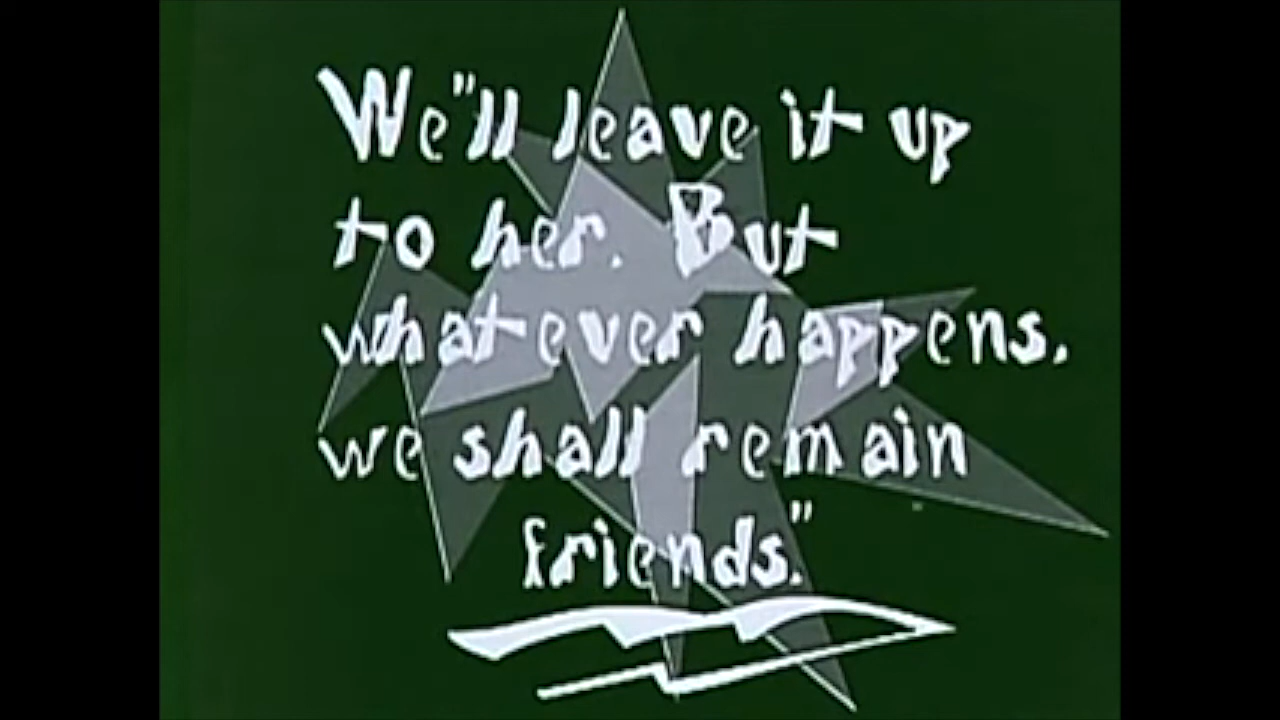 We"ll leave it up
to her. But
whatever happens,
we shall remain
friends."